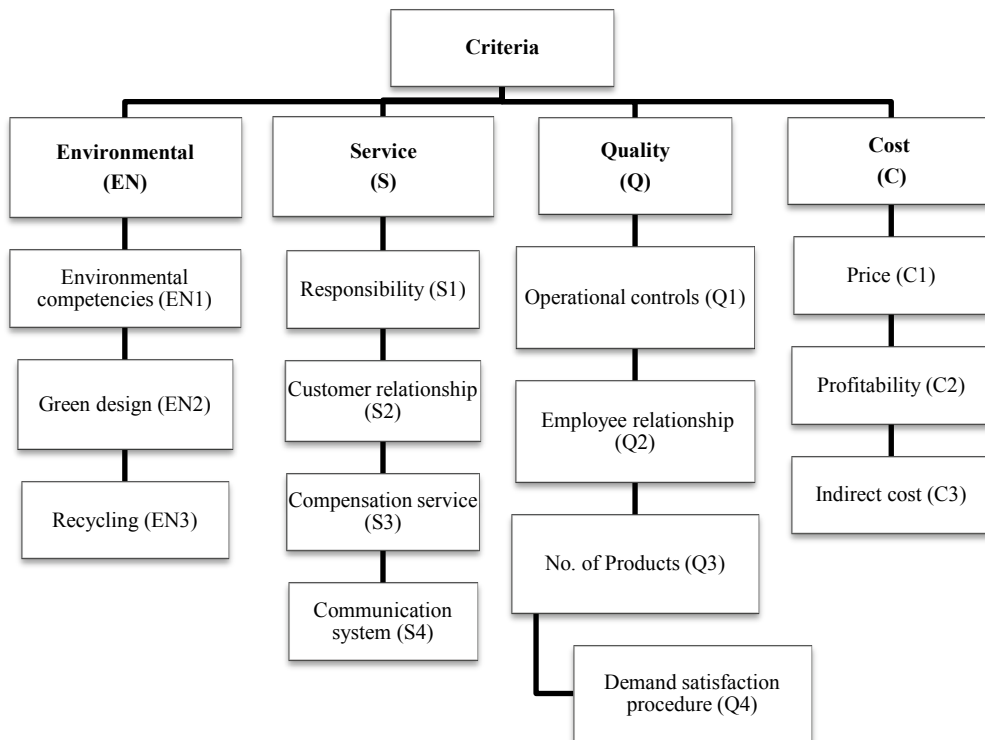 Criteria
Environmental
(EN)
Environmental
competencies (EN1)
Green design (EN2)
Recycling (EN3)
Service
(S)
Responsibility (S1)
Customer relationship
(S2)
Compensation service
(S3)
Communication
system (S4)
Quality
(Q)
Operational controls (Q1)
Employee relationship
(Q2)
No. of Products (Q3)
Demand satisfaction
procedure (Q4)
Cost
(C)
Price (C1)
Profitability (C2)
Indirect cost (C3)